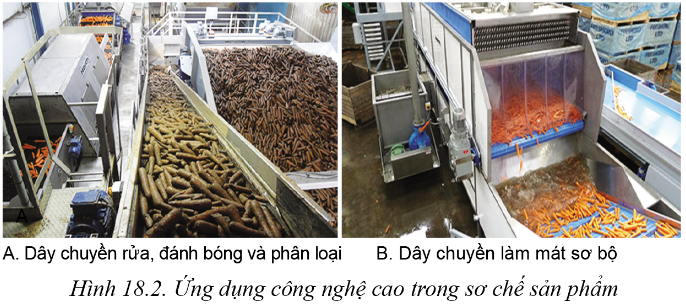 A
A. Dây chuyền rửa, đánh bóng và phân loại
B. Dây chuyền làm mát sơ bộ
Hình 18.2. Ứng dụng công nghệ cao trong sơ chế sản phẩm